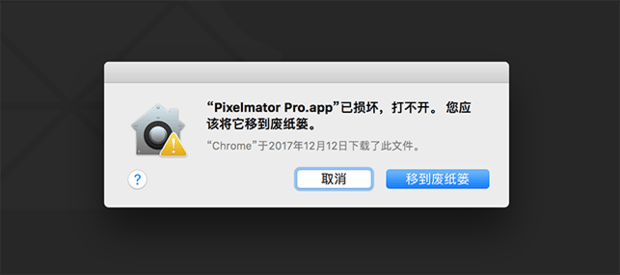 “Pixelmator Pro.app”已损坏，打不开。 您应
该将它移到废纸篓。
“Chrome”于2017年12月12日下载了此文件。
?
取消
移到废纸篓